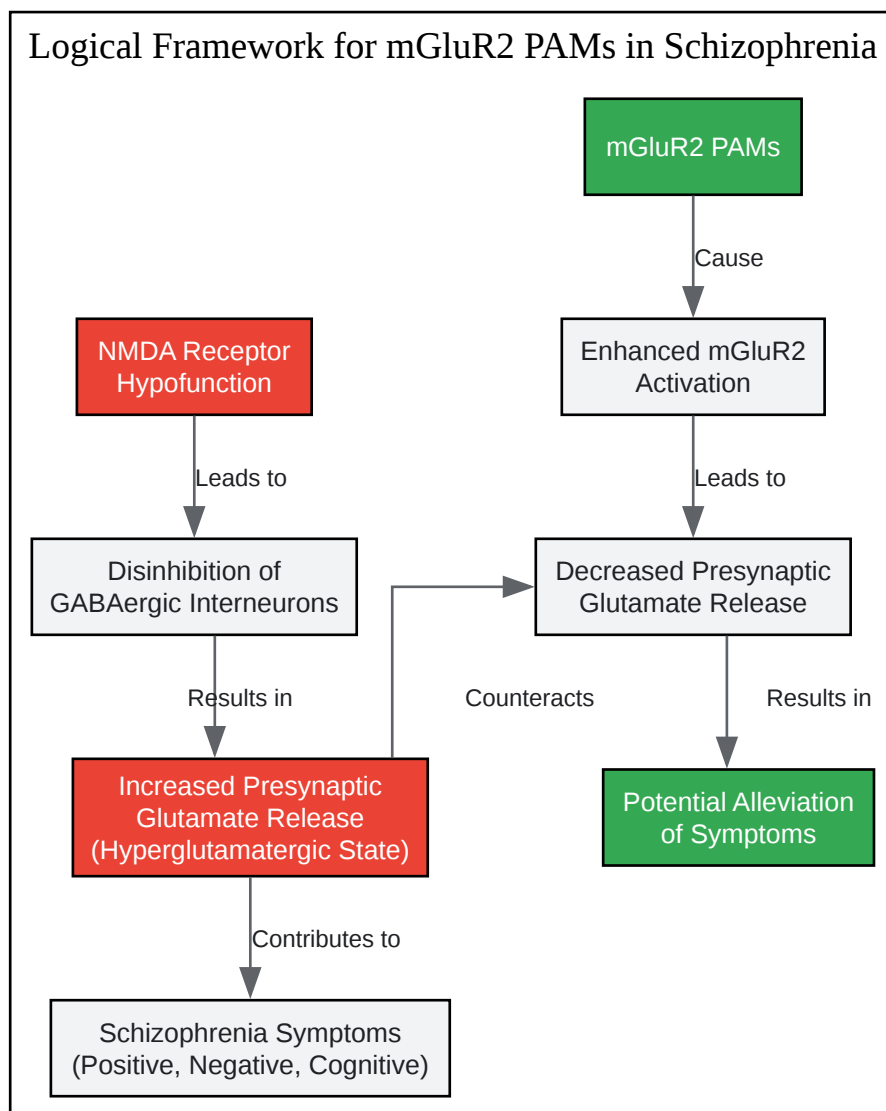 Logical Framework for mGluR2 PAMs in Schizophrenia
mGluR2 PAMs
Cause
NMDA Receptor
Hypofunction
Enhanced mGluR2
Activation
Leads to
Leads to
Disinhibition of
GABAergic Interneurons
Decreased Presynaptic
Glutamate Release
Results in
Counteracts
Results in
Increased Presynaptic
Glutamate Release
(Hyperglutamatergic State)
Potential Alleviation
of Symptoms
Contributes to
Schizophrenia Symptoms
(Positive, Negative, Cognitive)